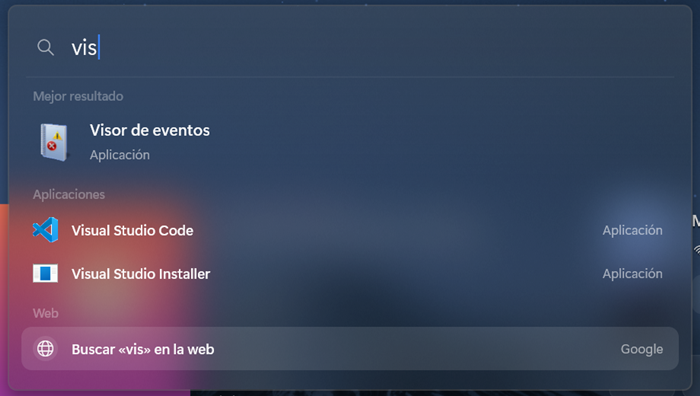 vis
Mejor resultado
Visor de eventos
Aplicación
Aplicaciones
Visual Studio Code Aplicación
Visual Studio Installer Aplicación
Web
Buscar «vis» en la web Google